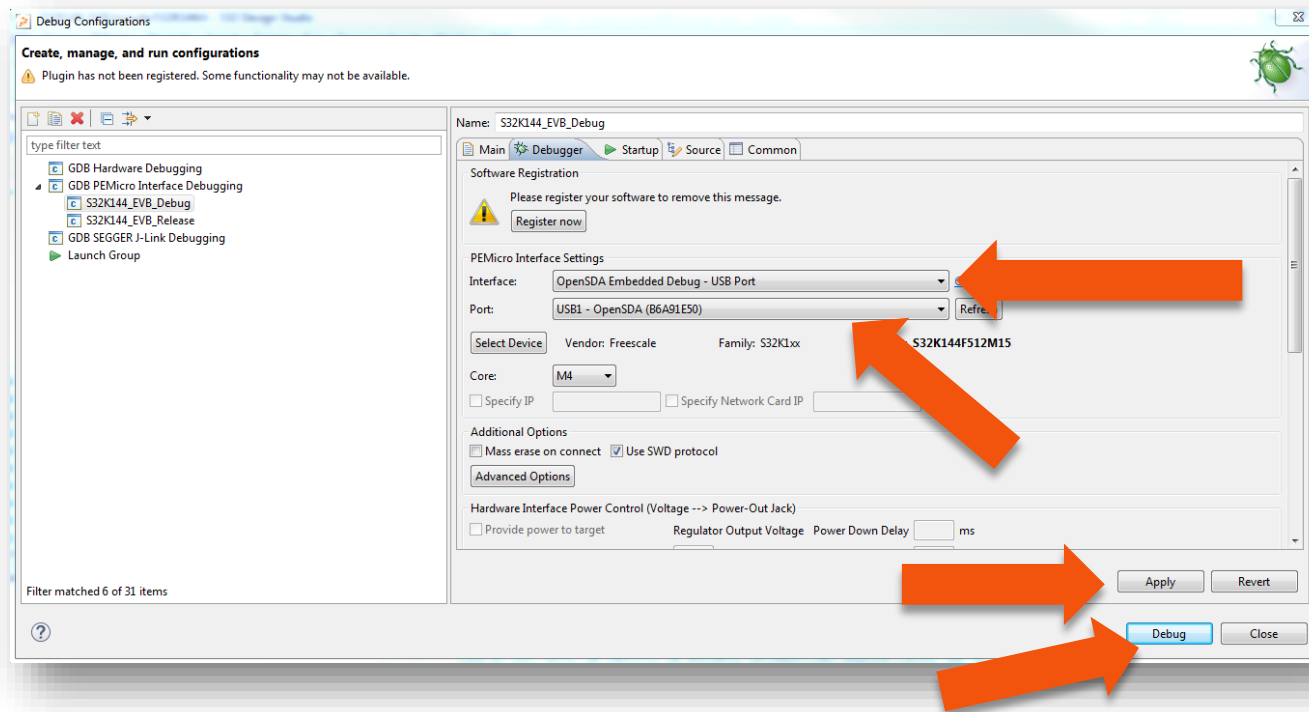 Debug Configurations
Create, manage, and run configurations
Plugin has not been registered. Some functionality may not be available.
type filter text
GDB Hardware Debugging
GDB PEMicro Interface Debugging
S32K144_EVB_Debug
S32K144_EVB_Release
GDB SEGGER J-Link Debugging
Launch Group
Filter matched 6 of 31 items
Name: S32K144_EVB_Debug
Main Debugger Startup Source Common
Software Registration
Please register your software to remove this message.
Register now
PEMicro Interface Settings
Interface: OpenSDA Embedded Debug - USB Port
Port: USB1 - OpenSDA (B6A91E50)
Select Device Vendor: Freescale Family: S32K1xx S32K144F512M15
Core: M4
Specify IP Specify Network Card IP
Additional Options
Mass erase on connect Use SWD protocol
Advanced Options
Hardware Interface Power Control (Voltage --> Power-Out Jack)
Provide power to target Regulator Output Voltage Power Down Delay ms
Apply Revert
Debug Close